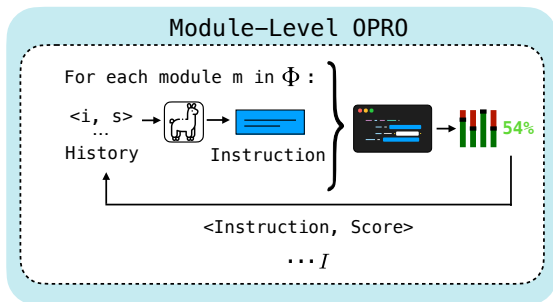 Module–Level OPRO
For each module m in Φ :
<i, s>
...
History
Instruction
54%
<Instruction, Score>
··· I